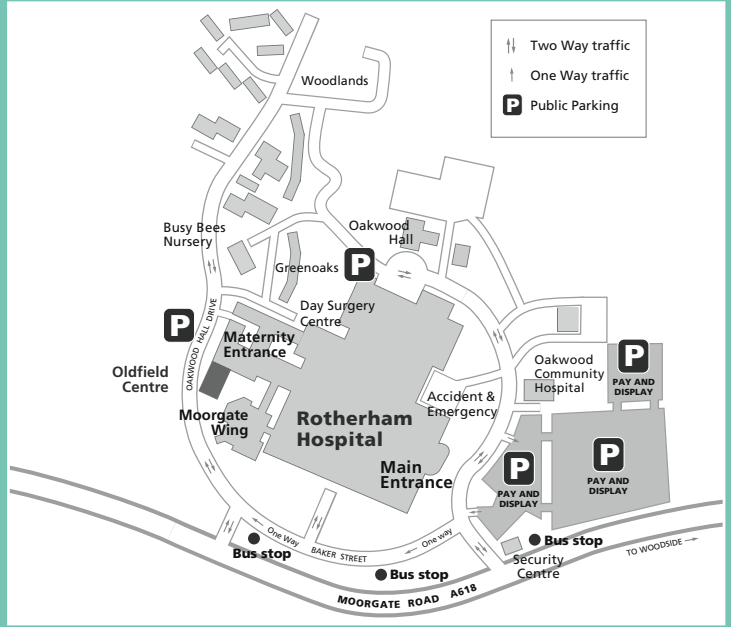 Two Way traffic
One Way traffic
P Public Parking
Woodlands
Busy Bees
Nursery
Oakwood
Hall
Greenoaks
P
Day Surgery
Centre
P
OAKWOOD HALL DRIVE
Maternity
Entrance
Oldfield
Centre
Moorgate
Wing
Rotherham
Hospital
Main
Entrance
Accident &
Emergency
Oakwood
Community
Hospital
P
PAY AND
DISPLAY
P
PAY AND
DISPLAY
P
PAY AND
DISPLAY
One Way
BAKER STREET
One way
Bus stop
Bus stop
Bus stop
Security
Centre
TO WOODSIDE
MOORGATE ROAD A618